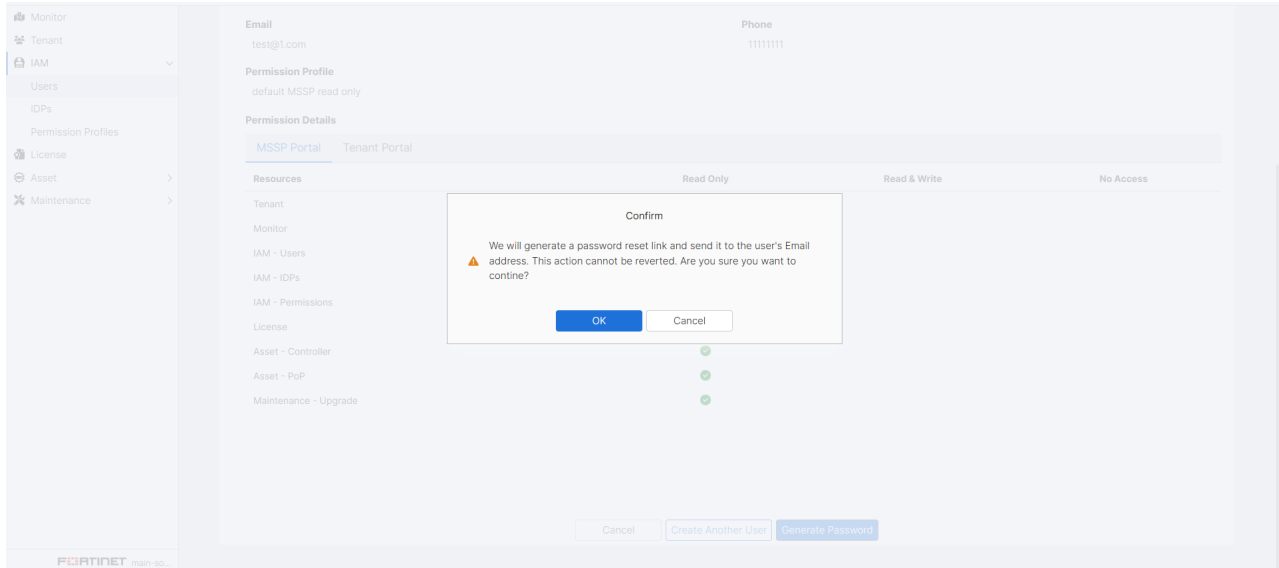 Monitor
Tenant
IAM
Users
IDPs
Permission Profiles
License
Asset
Maintenance
Email Phone
test@1.com 11111111
Permission Profile
default MSSP read only
Permission Details
MSSP Portal Tenant Portal
Resources Read Only Read & Write No Access
Tenant
Monitor
IAM - Users
IAM - IDPs
IAM - Permissions
License
Asset - Controller
Asset - PoP
Maintenance - Upgrade
Confirm
We will generate a password reset link and send it to the user's Email
address. This action cannot be reverted. Are you sure you want to
contine?
OK Cancel
Cancel Create Another User Generate Password
FORTINET main-so...